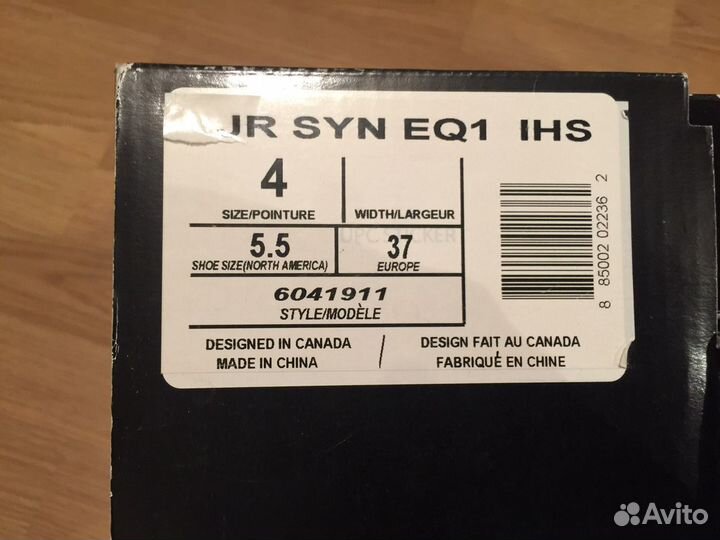 JR SYN EQ1 IHS
4
SIZE/POINTURE
WIDTH/LARGEUR
UPC STICKER
5.5
SHOE SIZE(NORTH AMERICA)
37
EUROPE
6041911
STYLE/MODÈLE
8 85002 02236 2
DESIGNED IN CANADA / DESIGN FAIT AU CANADA
MADE IN CHINA FABRIQUÉ EN CHINE
Avito